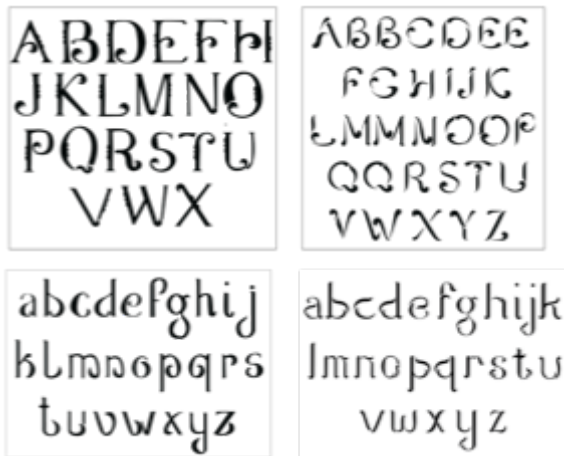 ABDEFH
JKLMNO
PQRSTU
VWX
ABBCDEE
FGHIJK
LMMNOOP
QQRSTU
VWXYZ
abcdefghij
klmnopqrs
tuvwxyz
abcdefghijk
lmnopqrstu
vwxyz